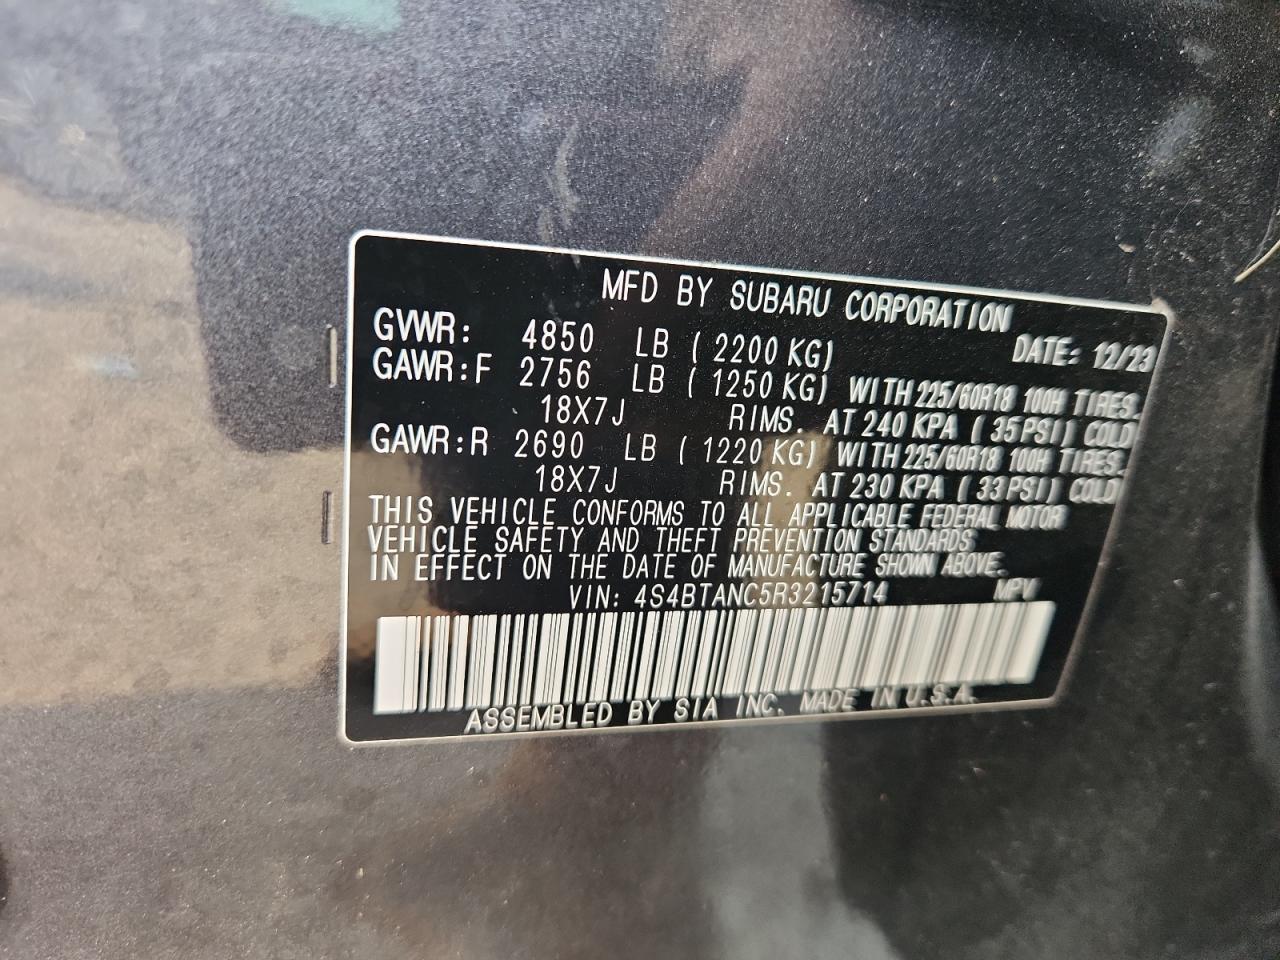 MFD BY SUBARU CORPORATION
GVWR: 4850 LB (2200 KG) DATE: 12/23
GAWR:F 2756 LB (1250 KG) WITH 225/60R18 100H TIRES.
18X7J RIMS. AT 240 KPA (35PSI) COLD
GAWR:R 2690 LB (1220 KG) WITH 225/60R18 100H TIRES.
18X7J RIMS. AT 230 KPA (33PSI) COLD
THIS VEHICLE CONFORMS TO ALL APPLICABLE FEDERAL MOTOR
VEHICLE SAFETY AND THEFT PREVENTION STANDARDS
IN EFFECT ON THE DATE OF MANUFACTURE SHOWN ABOVE.
VIN: 4S4BTANC5R3215714 MPV
ASSEMBLED BY SIA INC. MADE IN U.S.A.